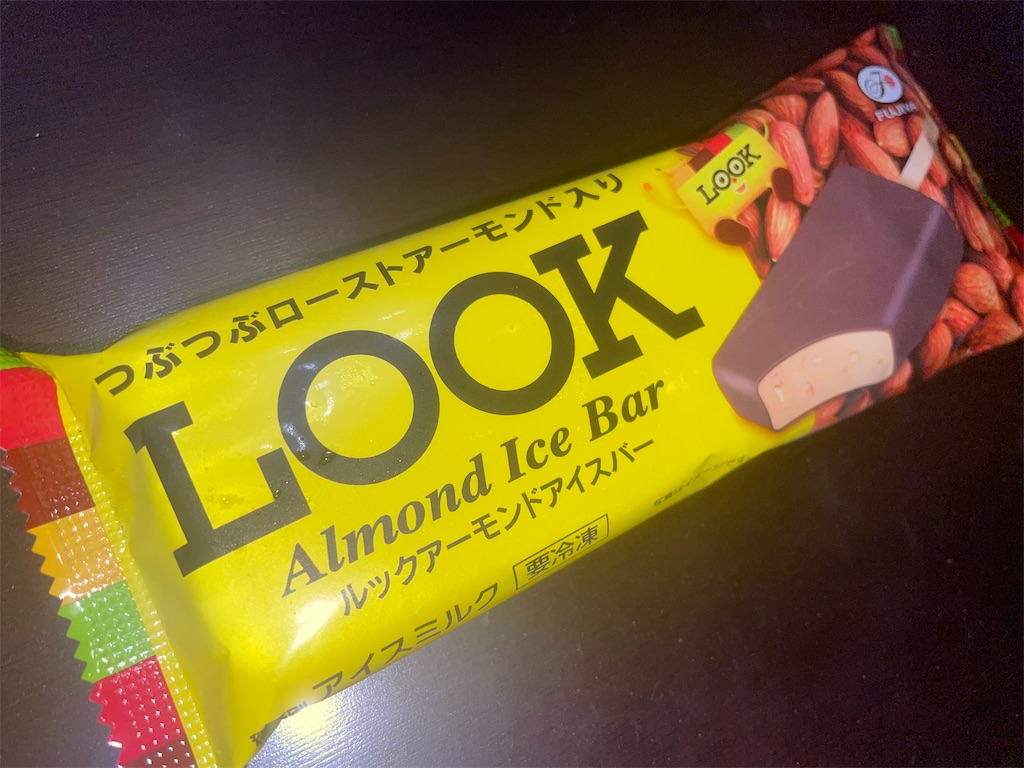 つぶつぶローストアーモンド入り
LOOK
Almond Ice Bar
ルックアーモンドアイスバー
アイスミルク
要冷凍
LOOK
FUJIYA